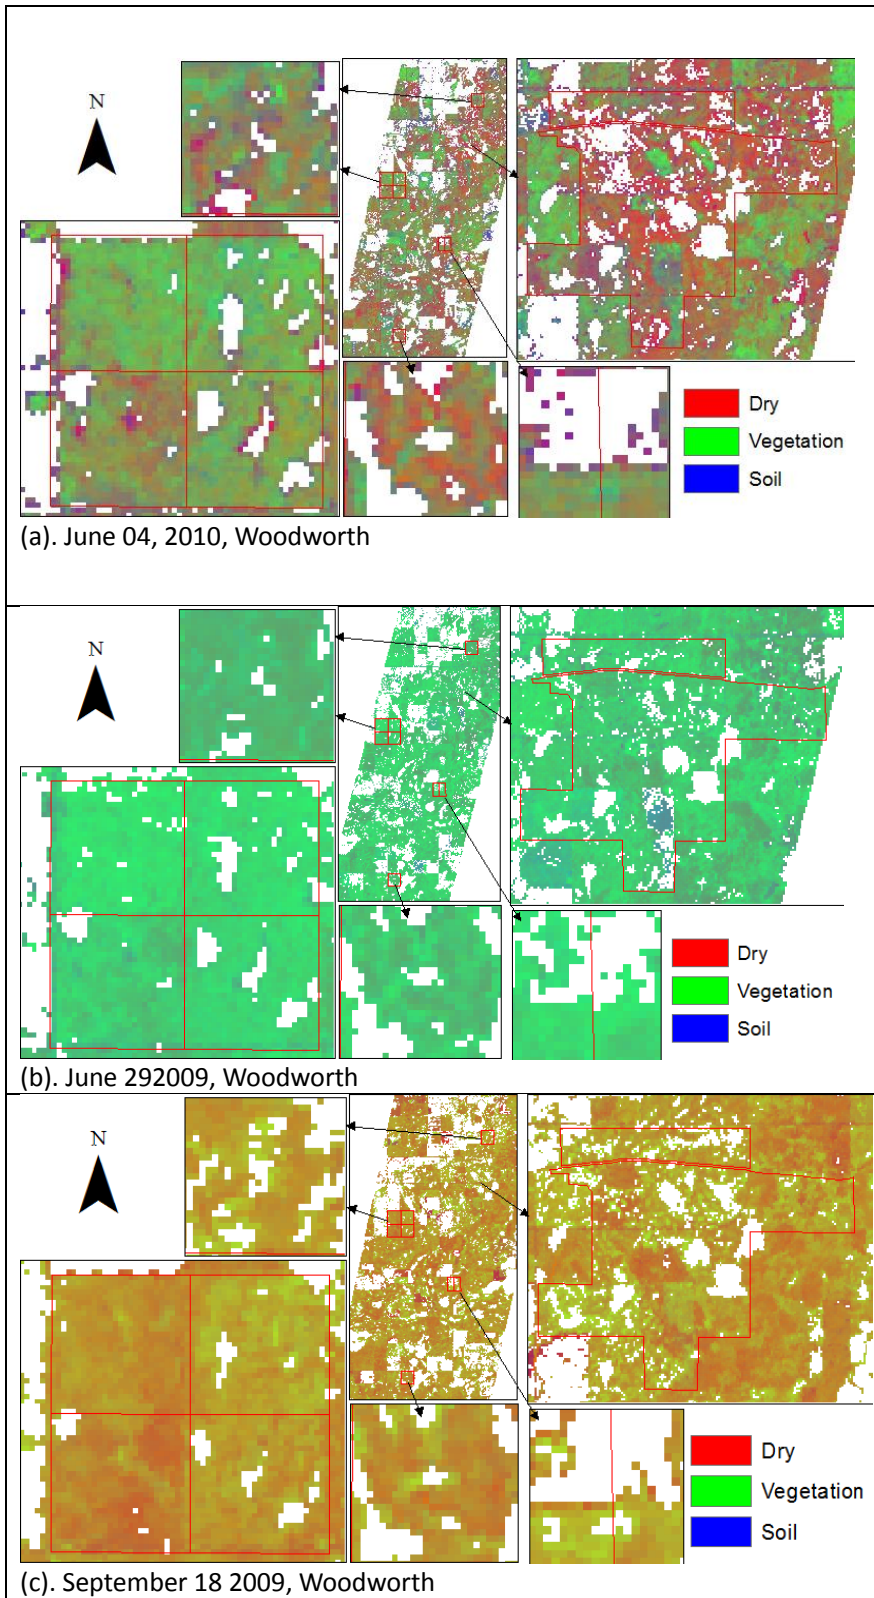 N
Dry
Vegetation
Soil
(a). June 04, 2010, Woodworth
N
Dry
Vegetation
Soil
(b). June 292009, Woodworth
N
Dry
Vegetation
Soil
(c). September 18 2009, Woodworth